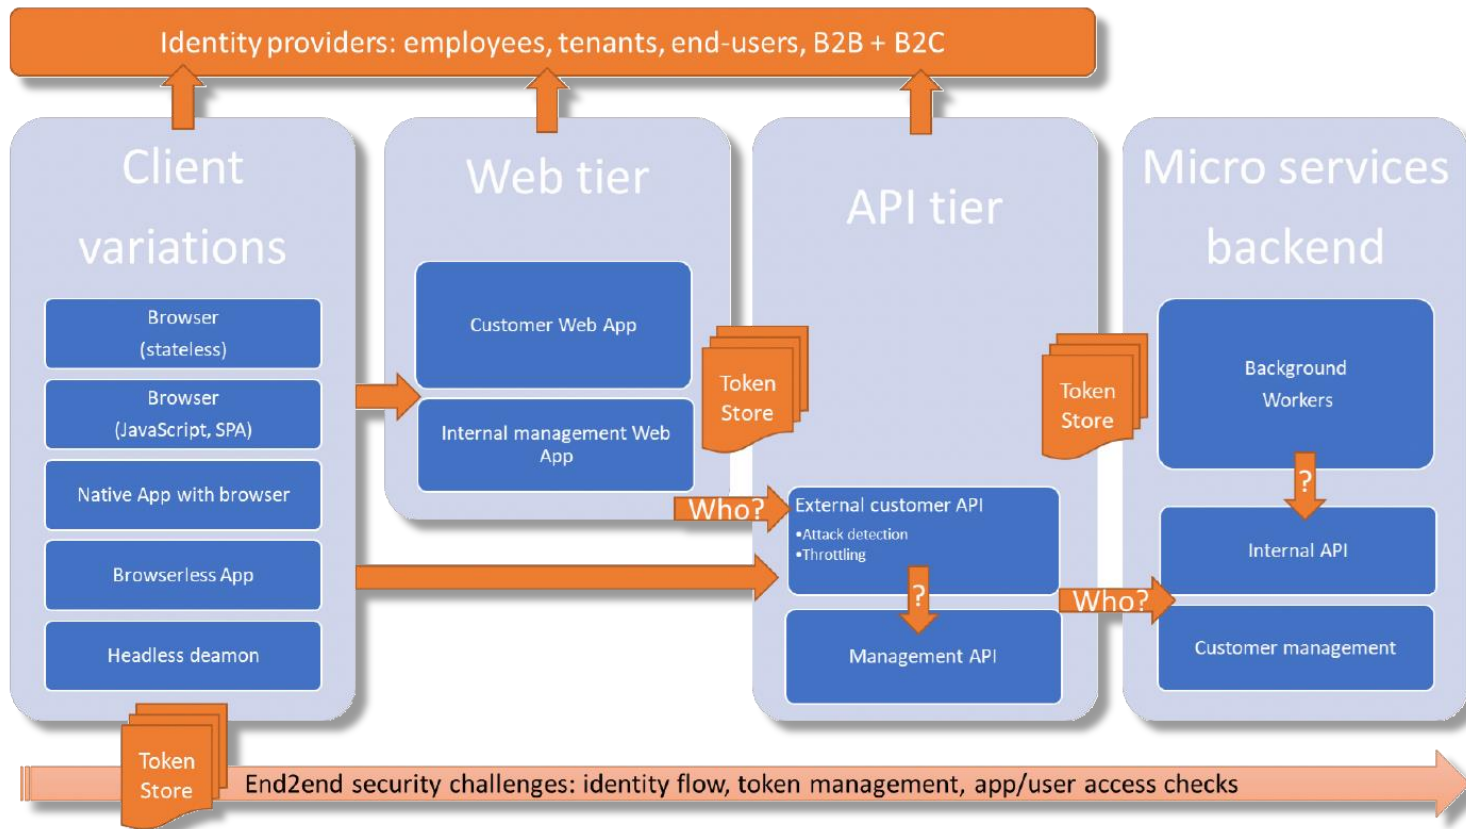 Identity providers: employees, tenants, end-users, B2B + B2C
Client
variations
Browser
(stateless)
Browser
(JavaScript, SPA)
Native App with browser
Browserless App
Headless deamon
Token
Store
Web tier
Customer Web App
Internal management Web
App
Token
Store
Who?
API tier
External customer API
•Attack detection
•Throttling
?
Management API
Token
Store
Who?
Micro services
backend
Background
Workers
?
Internal API
Customer management
End2end security challenges: identity flow, token management, app/user access checks